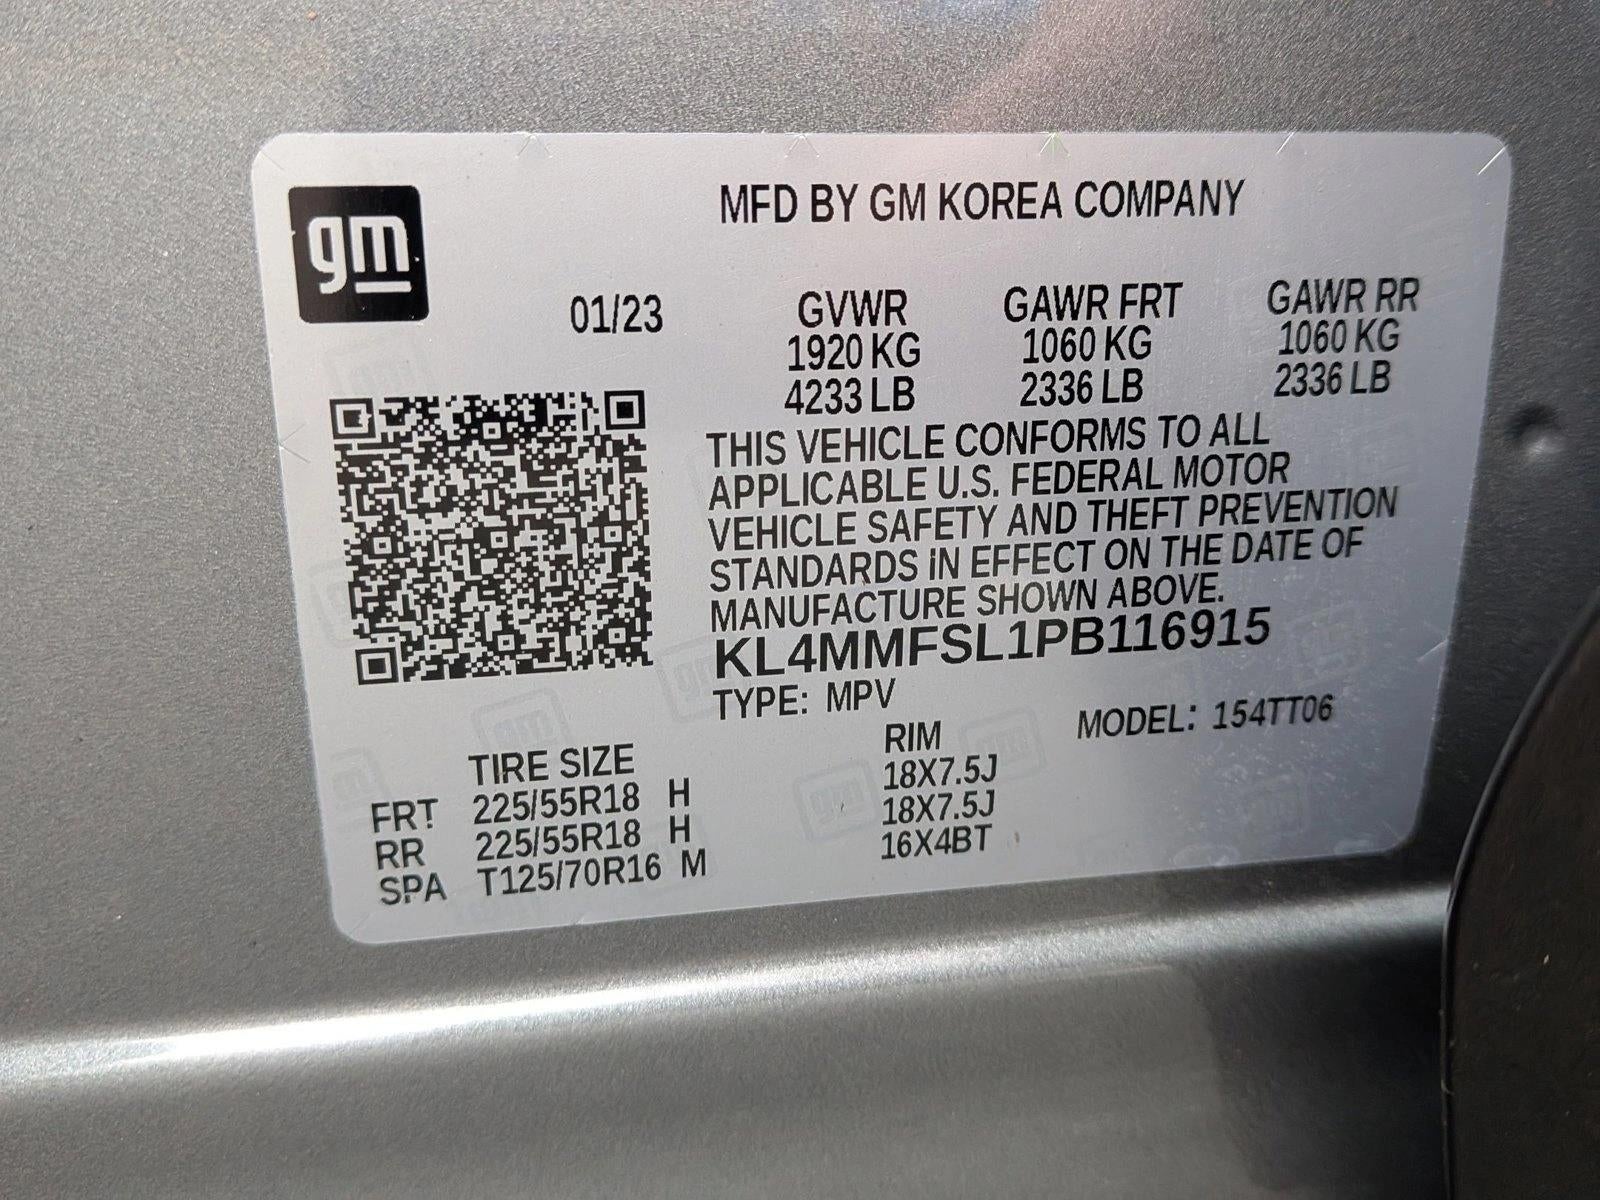 gm
MFD BY GM KOREA COMPANY
01/23
GVWR GAWR FRT GAWR RR
1920 KG 1060 KG 1060 KG
4233 LB 2336 LB 2336 LB
THIS VEHICLE CONFORMS TO ALL
APPLICABLE U.S. FEDERAL MOTOR
VEHICLE SAFETY AND THEFT PREVENTION
STANDARDS iN EFFECT ON THE DATE OF
MANUFACTURE SHOWN ABOVE.
KL4MMFSL1PB116915
TYPE: MPV MODEL: 154TT06
TIRE SIZE RIM
FRT 225/55R18 H 18X7.5J
RR 225/55R18 H 18X7.5J
SPA T125/70R16 M 16X4BT